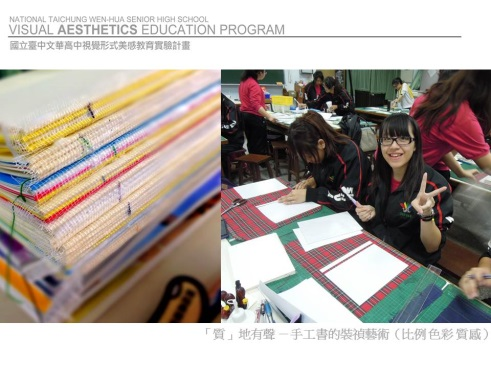 NATIONAL TAICHUNG WEN-HUA SENIOR HIGH SCHOOL
VISUAL AESTHETICS EDUCATION PROGRAM
國立臺中文華高中視覺形式美感教育實驗計畫
「質」地有聲－手工書的裝禎藝術（比例色彩質感）